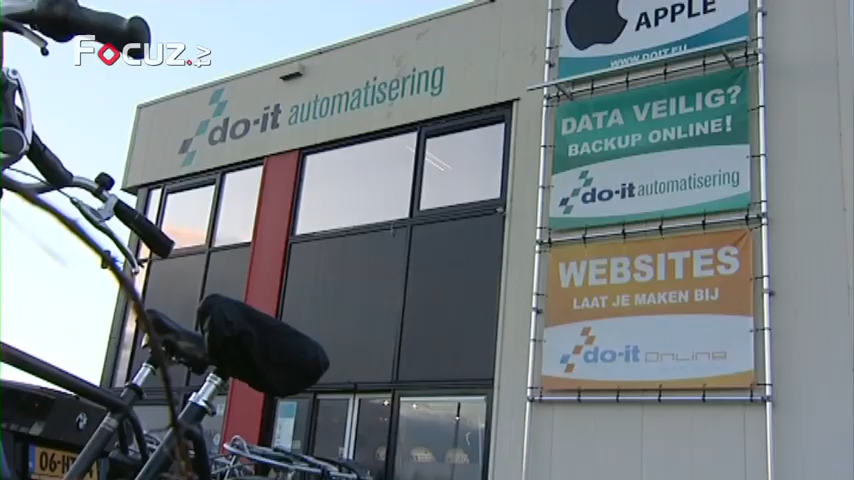 Focuz.
do-it automatisering
APPLE
WWW.DOIT.EU
DATA VEILIG?
BACKUP ONLINE!
do-it automatisering
WEBSITES
LAAT JE MAKEN BIJ
do-it ONLINE